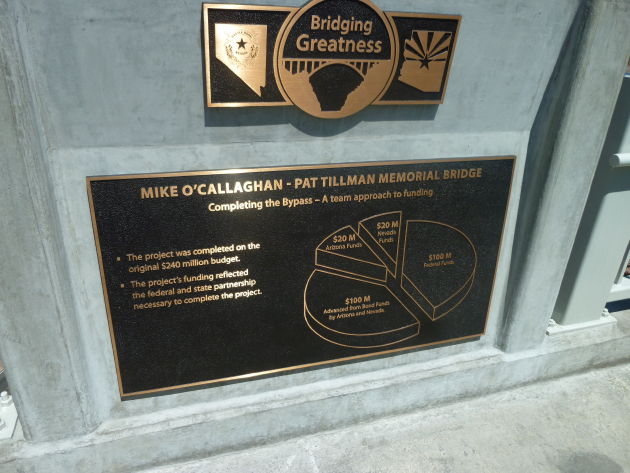 Bridging
Greatness
MIKE O'CALLAGHAN - PAT TILLMAN MEMORIAL BRIDGE
Completing the Bypass – A team approach to funding
▪ The project was completed on the
original $240 million budget.
▪ The project's funding reflected
the federal and state partnership
necessary to complete the project.
$20 M
Arizona Funds
$20 M
Nevada
Funds
$100 M
Federal Funds
$100 M
Advanced from Bond Funds
by Arizona and Nevada.